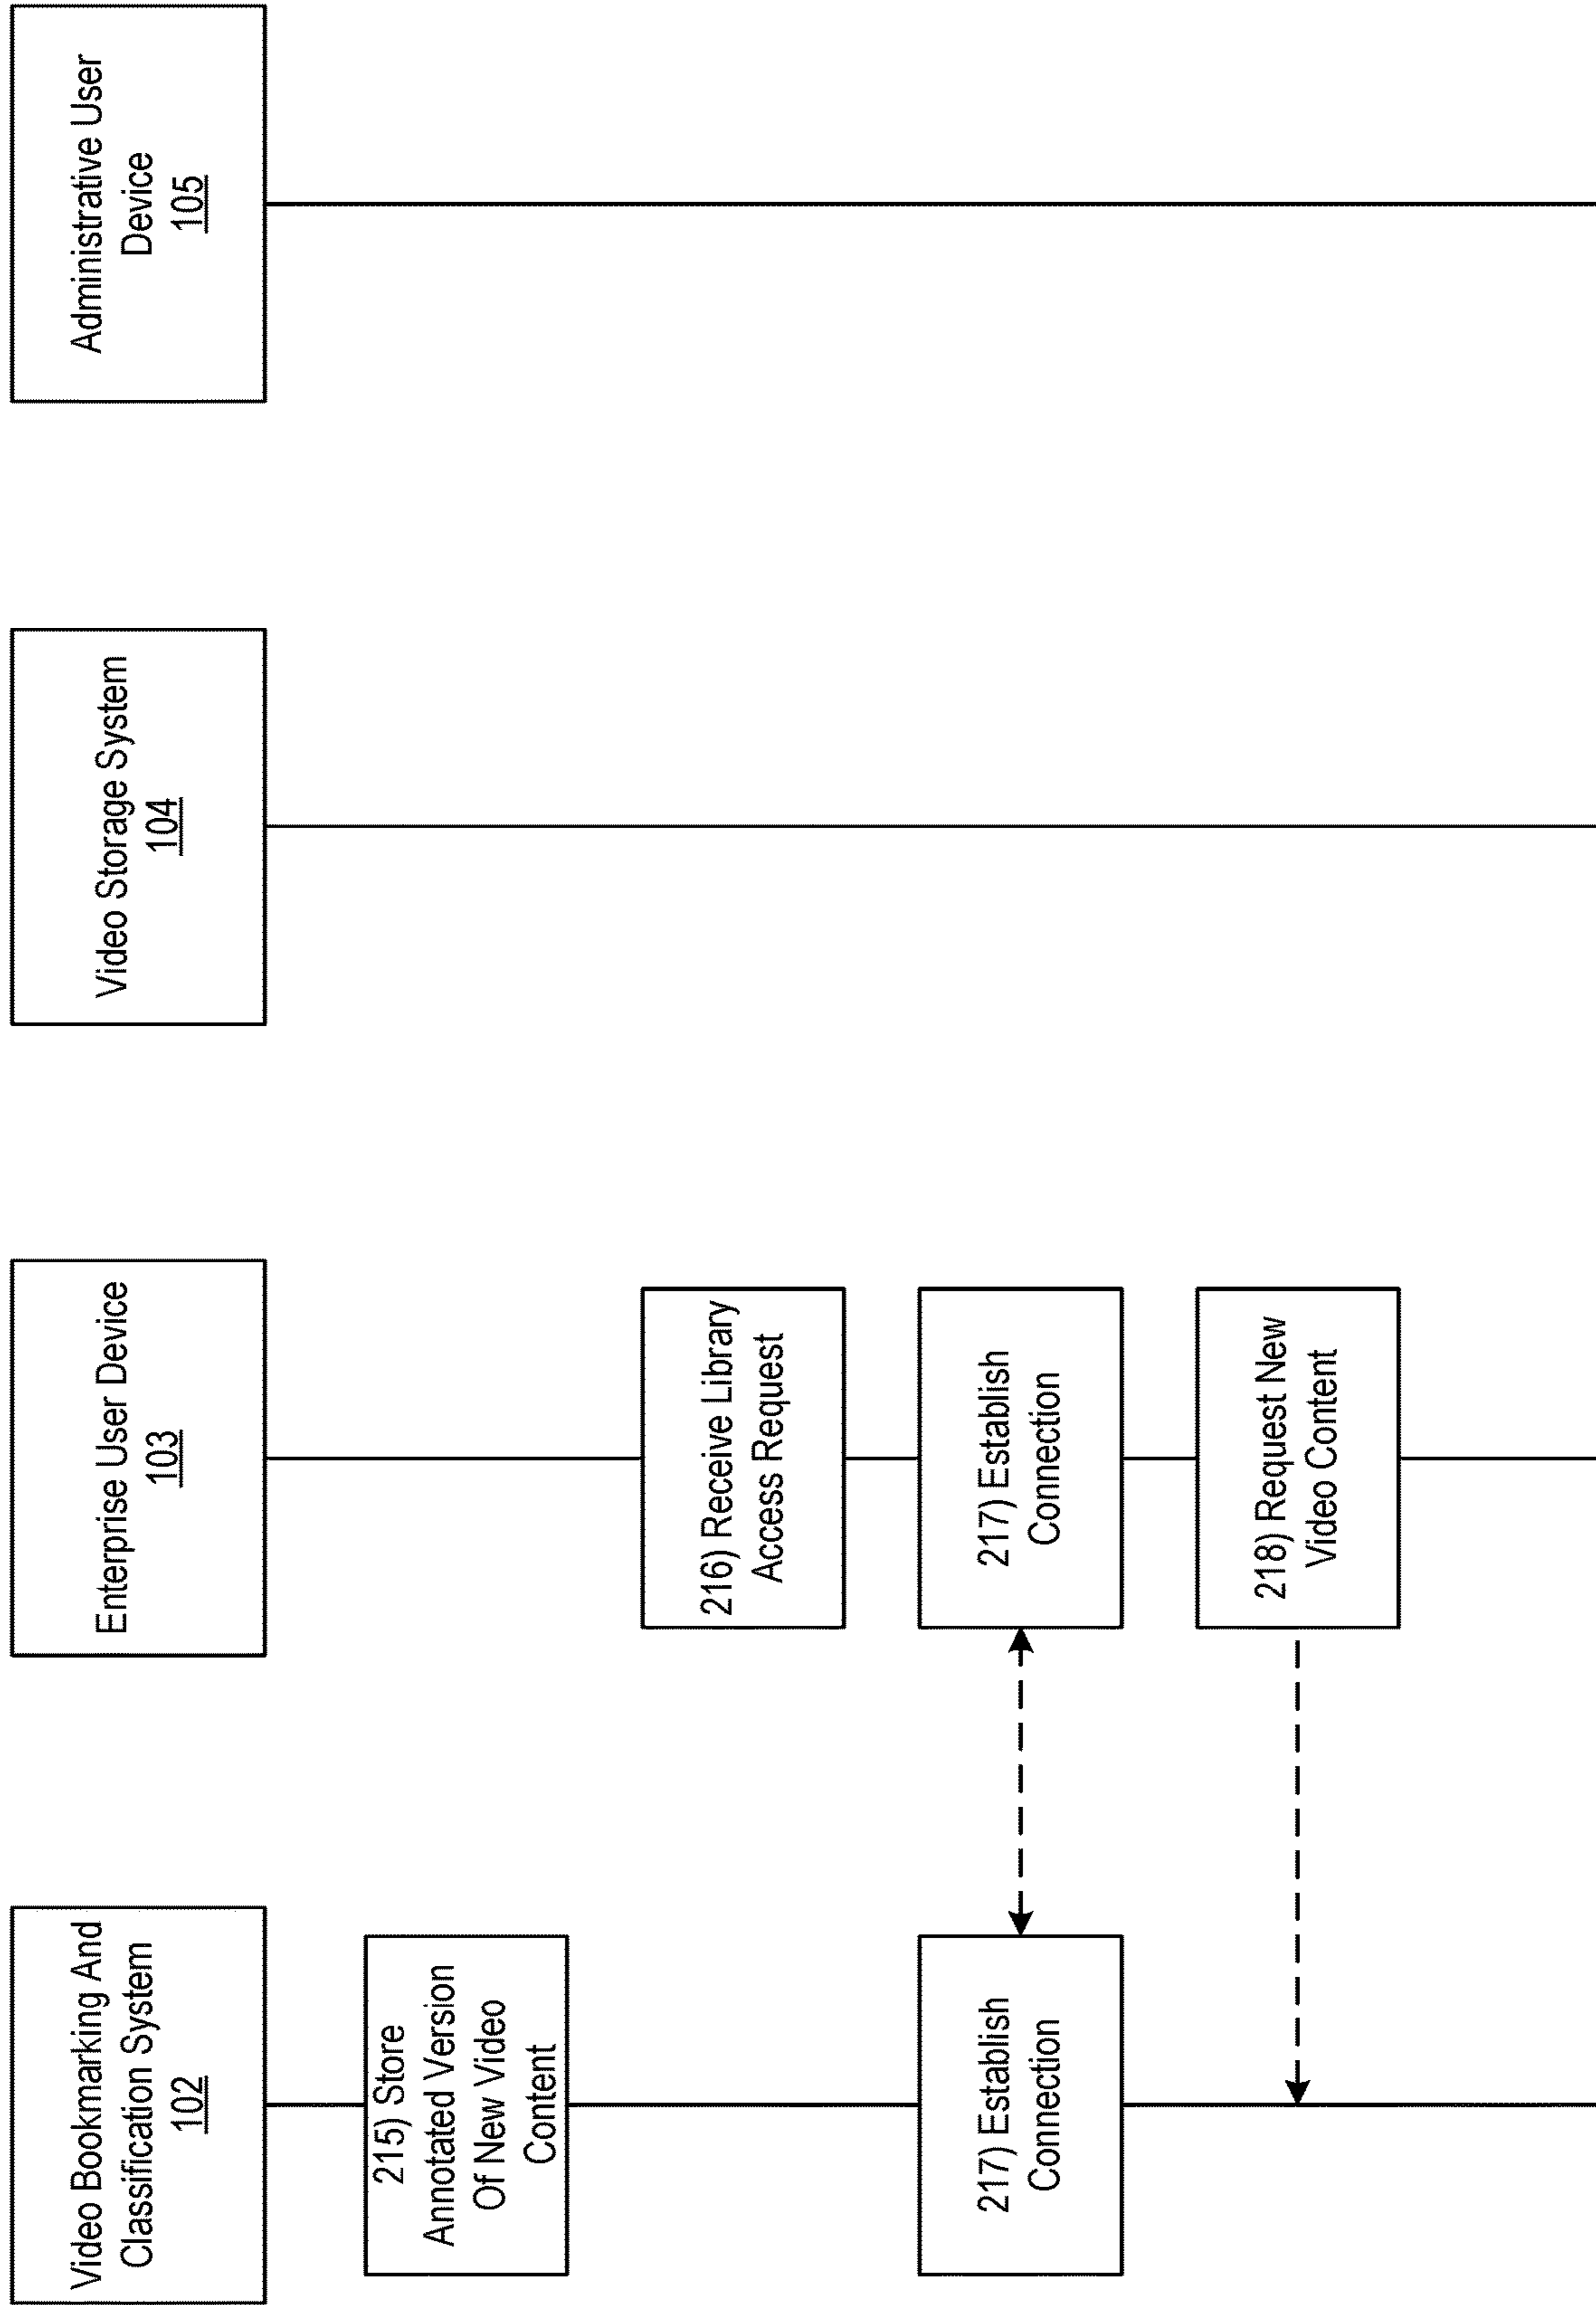 Video Bookmarking And
Classification System
102
Enterprise User Device
103
Video Storage System
104
Administrative User
Device
105
215) Store
Annotated Version
Of New Video
Content
216) Receive Library
Access Request
217) Establish
Connection
217) Establish
Connection
218) Request New
Video Content